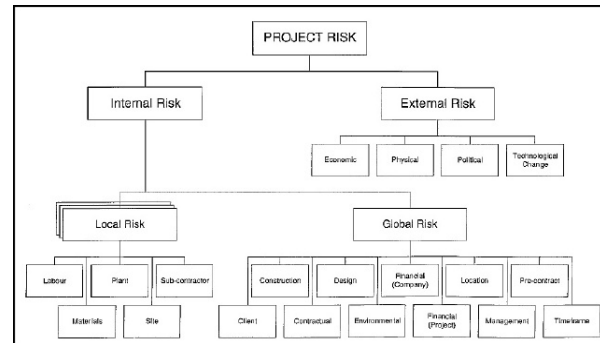 PROJECT RISK
Internal Risk
External Risk
Economic
Physical
Political
Technological
Change
Local Risk
Global Risk
Labour
Plant
Sub-contractor
Construction
Design
Financial
(Company)
Location
Pre-contract
Materials
Site
Client
Contractual
Environmental
Financial
(Project)
Management
Timeframe